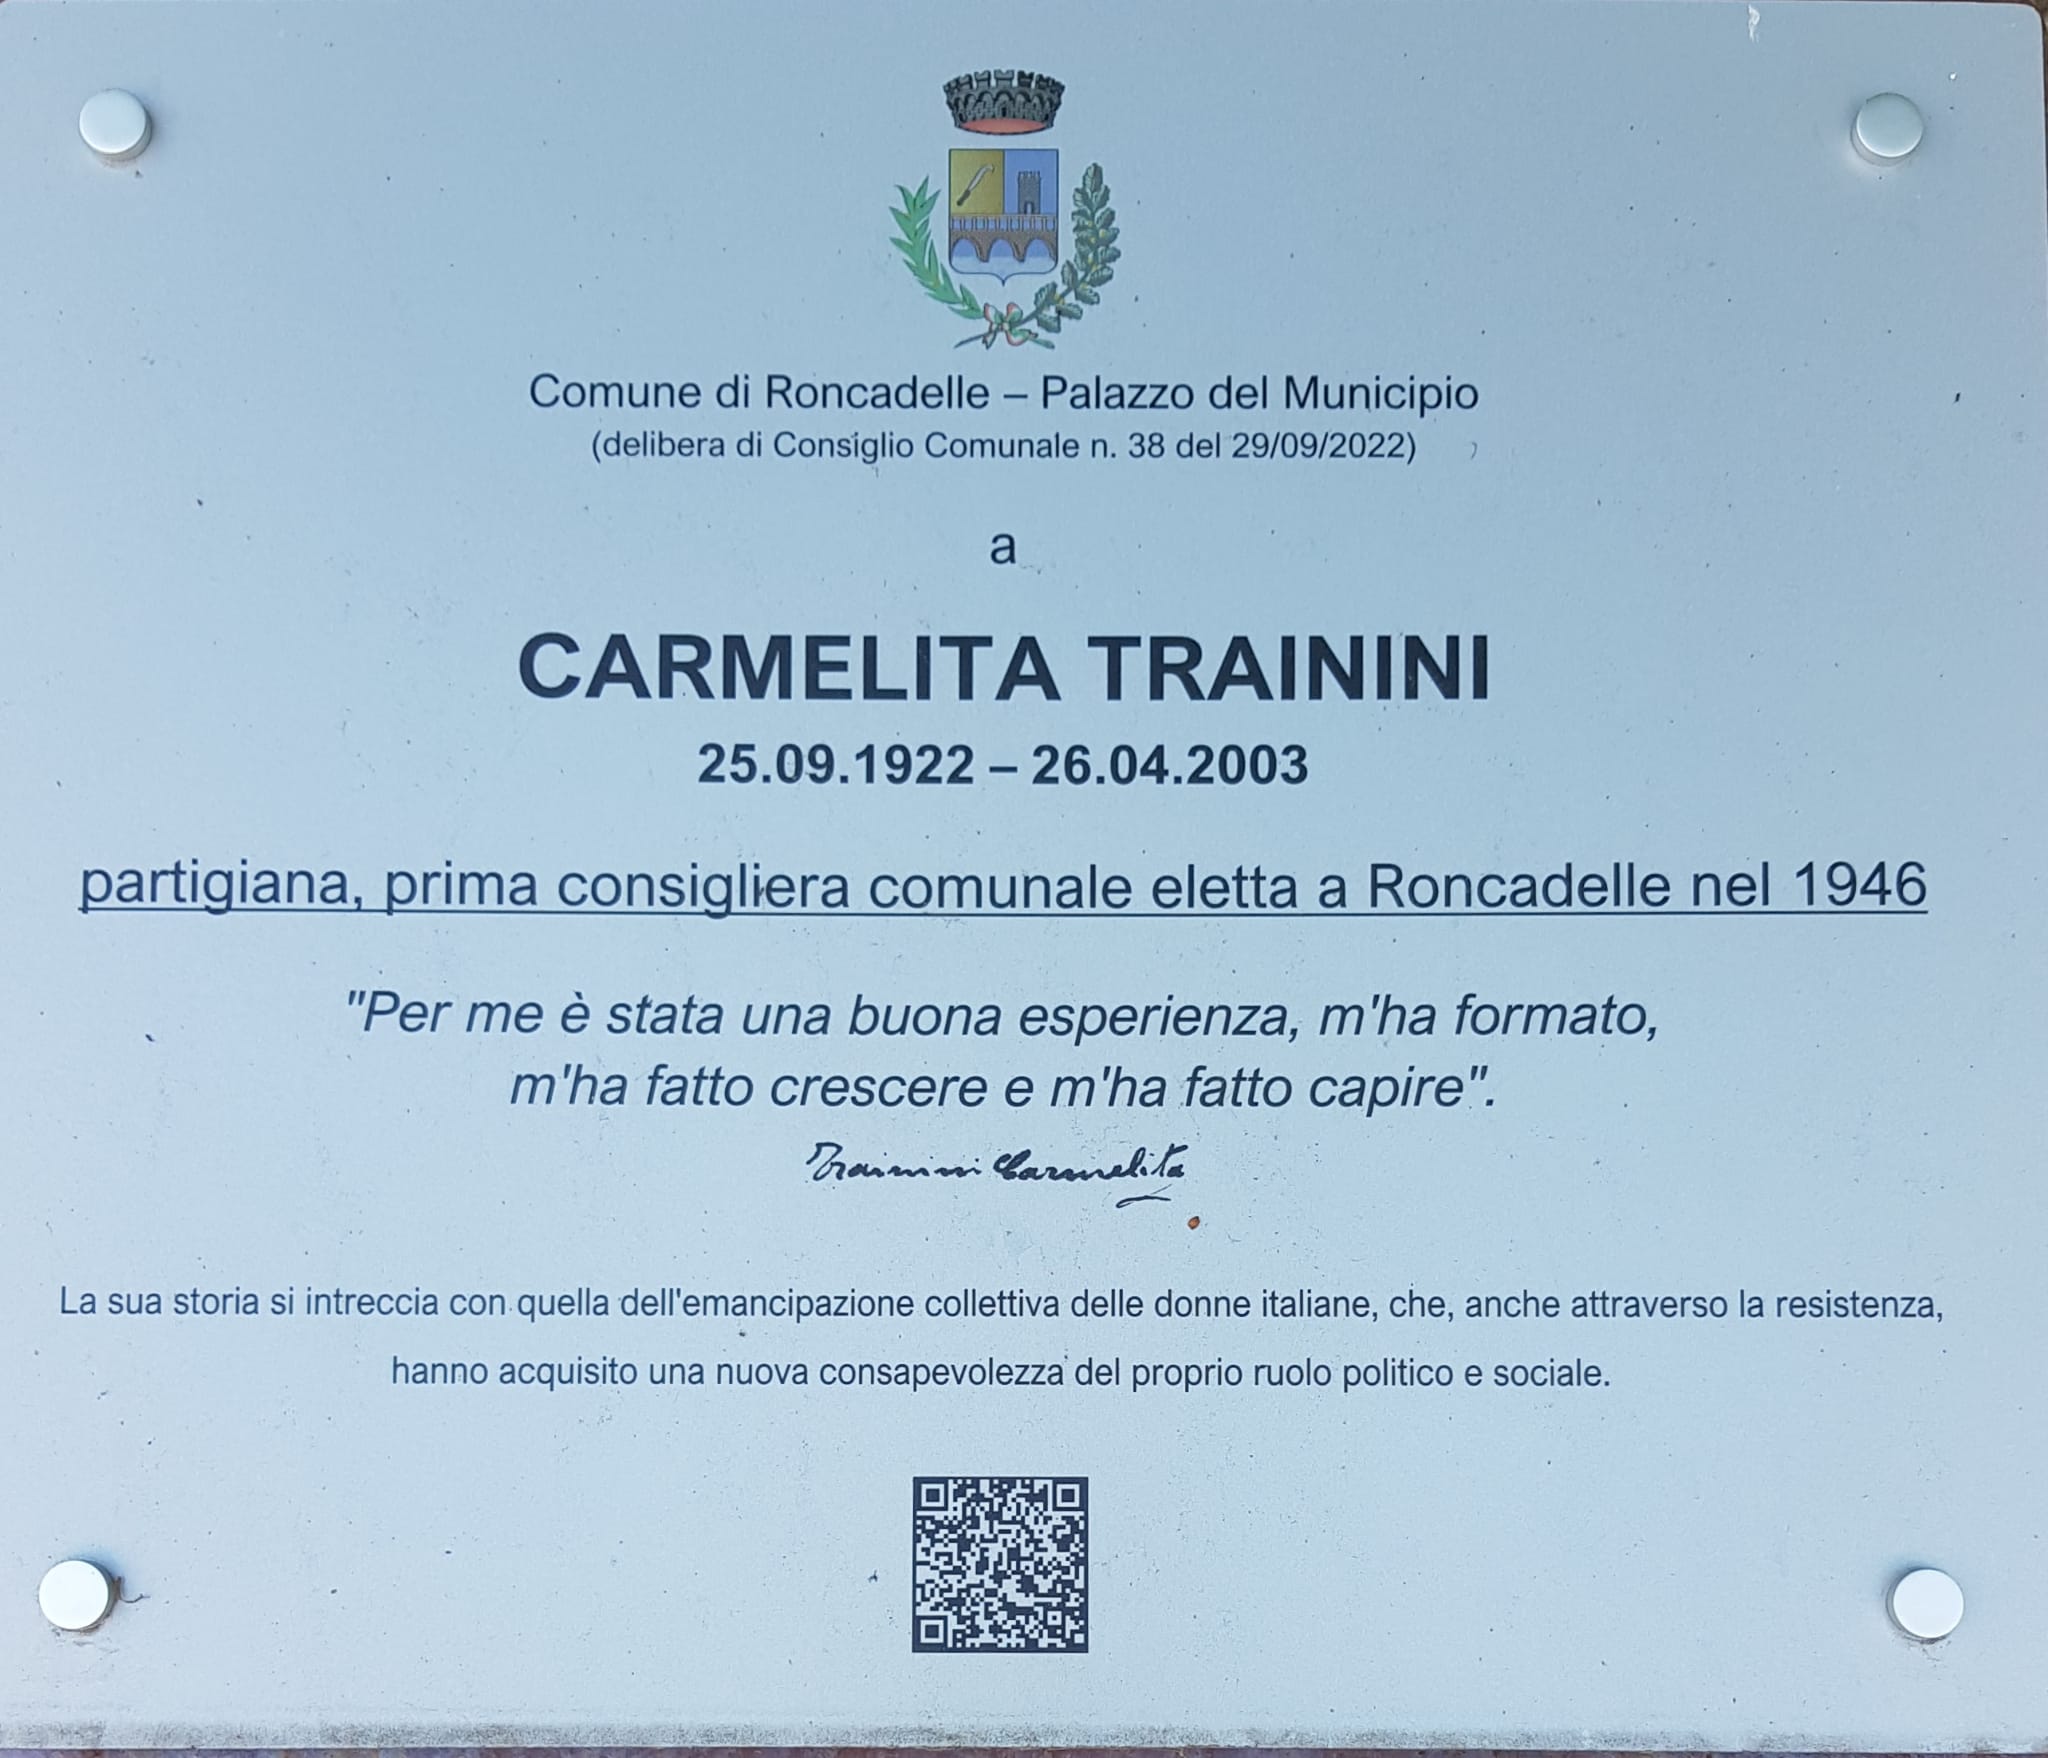 Comune di Roncadelle – Palazzo del Municipio
(delibera di Consiglio Comunale n. 38 del 29/09/2022)
a
CARMELITA TRAININI
25.09.1922 – 26.04.2003
partigiana, prima consigliera comunale eletta a Roncadelle nel 1946
"Per me è stata una buona esperienza, m'ha formato,
m'ha fatto crescere e m'ha fatto capire".
Trainini Carmelita
La sua storia si intreccia con quella dell'emancipazione collettiva delle donne italiane, che, anche attraverso la resistenza,
hanno acquisito una nuova consapevolezza del proprio ruolo politico e sociale.